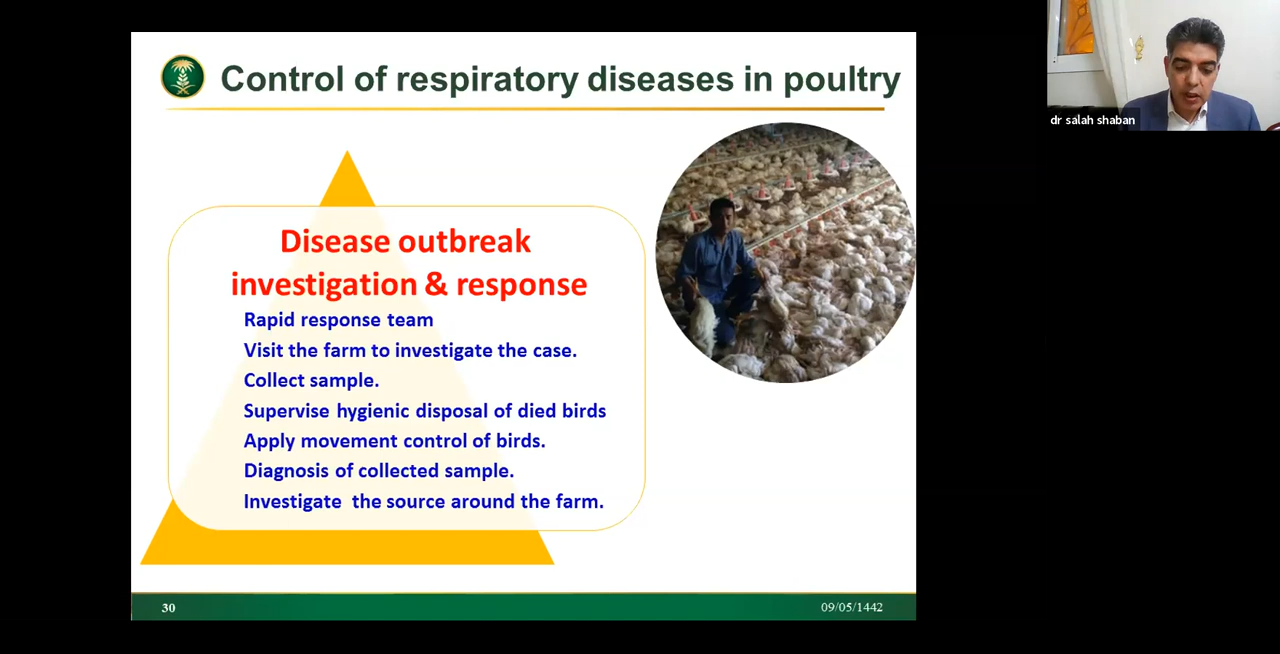 Control of respiratory diseases in poultry
dr salah shaban
Disease outbreak
investigation & response
Rapid response team
Visit the farm to investigate the case.
Collect sample.
Supervise hygienic disposal of died birds
Apply movement control of birds.
Diagnosis of collected sample.
Investigate  the source around the farm.
30
09/05/1442